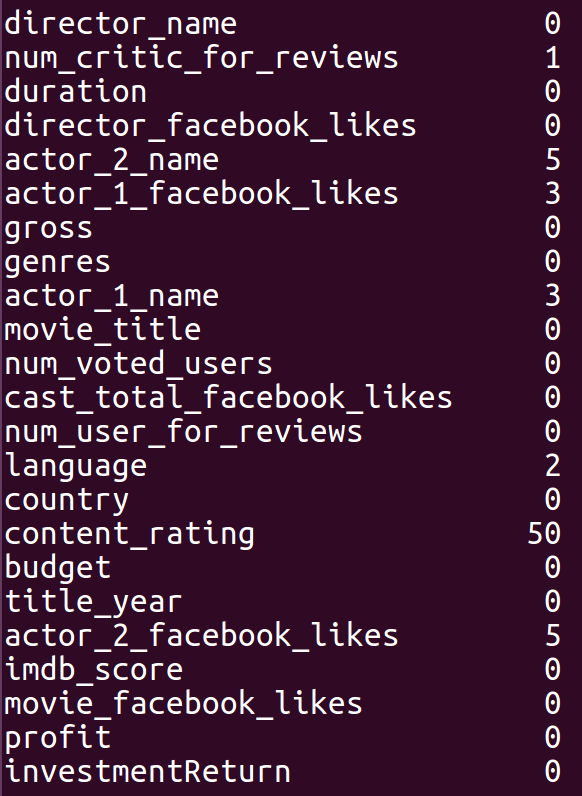 director_name 0
num_critic_for_reviews 1
duration 0
director_facebook_likes 0
actor_2_name 5
actor_1_facebook_likes 3
gross 0
genres 0
actor_1_name 3
movie_title 0
num_voted_users 0
cast_total_facebook_likes 0
num_user_for_reviews 0
language 2
country 0
content_rating 50
budget 0
title_year 0
actor_2_facebook_likes 5
imdb_score 0
movie_facebook_likes 0
profit 0
investmentReturn 0